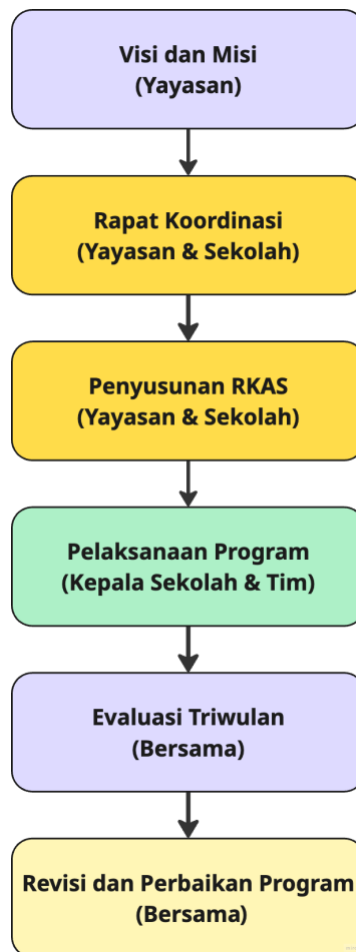 Visi dan Misi
(Yayasan)
Rapat Koordinasi
(Yayasan & Sekolah)
Penyusunan RKAS
(Yayasan & Sekolah)
Pelaksanaan Program
(Kepala Sekolah & Tim)
Evaluasi Triwulan
(Bersama)
Revisi dan Perbaikan Program
(Bersama)